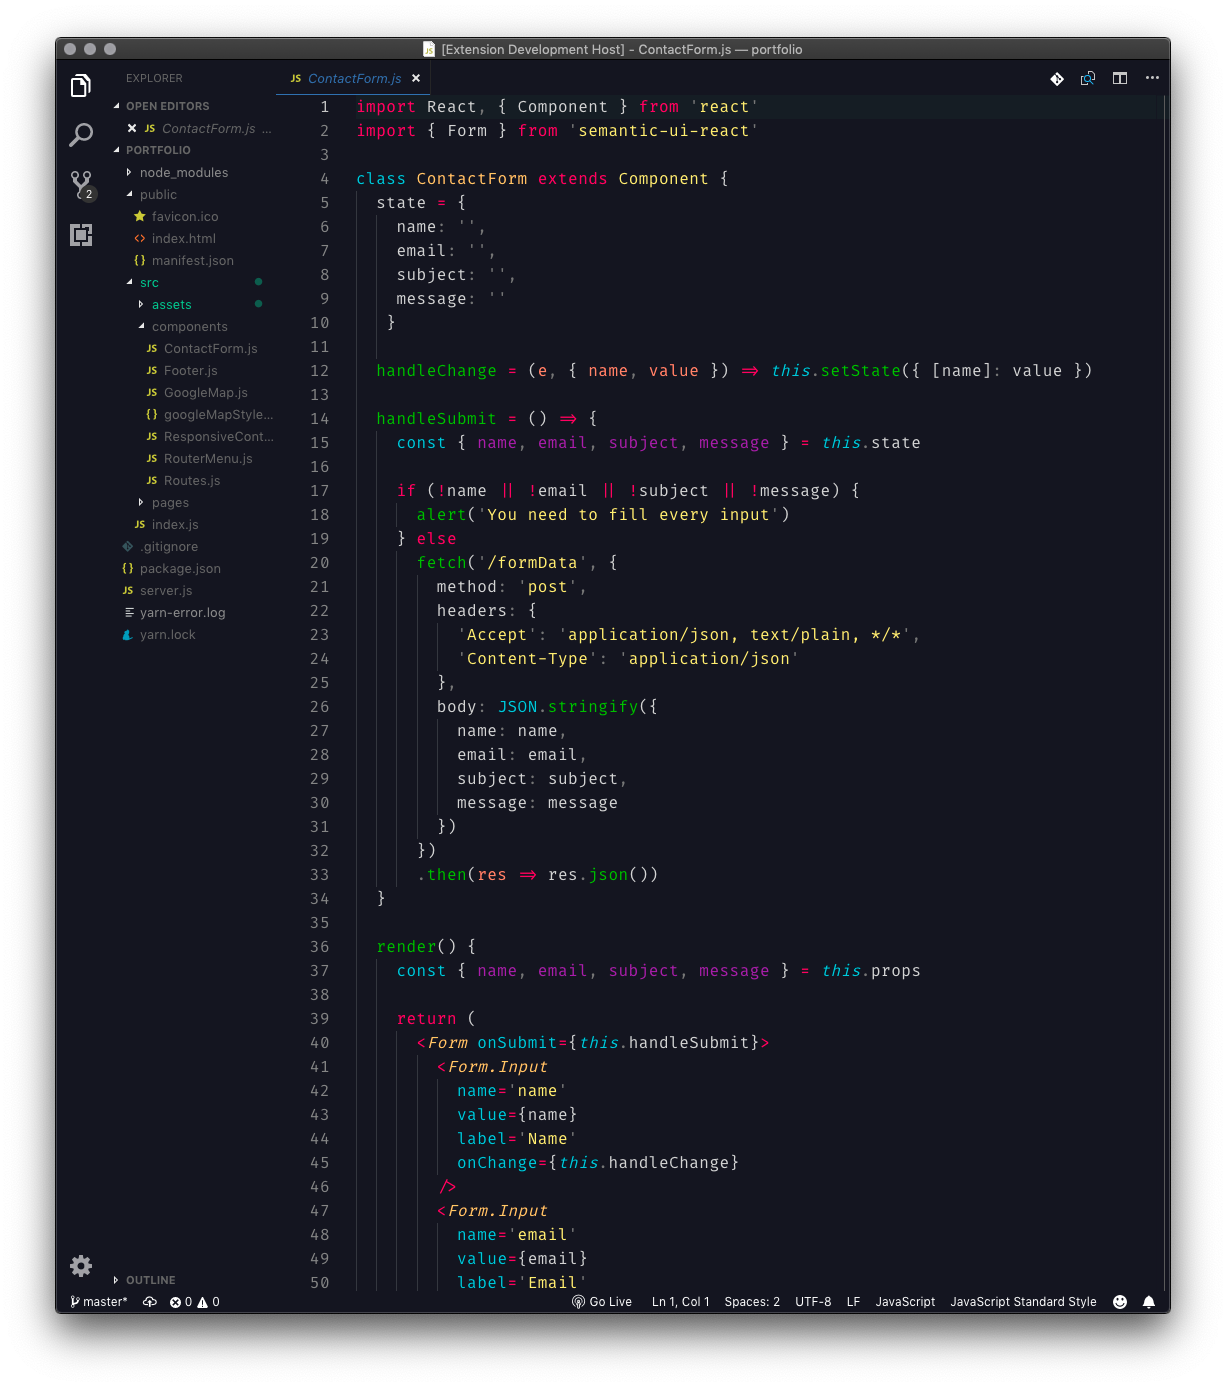 [Extension Development Host] - ContactForm.js — portfolio
EXPLORER
OPEN EDITORS
JS ContactForm.js ...
PORTFOLIO
node_modules
public
favicon.ico
<> index.html
{} manifest.json
src
assets
components
JS ContactForm.js
JS Footer.js
JS GoogleMap.js
{} googleMapStyle...
JS ResponsiveCont...
JS RouterMenu.js
JS Routes.js
pages
JS index.js
.gitignore
{} package.json
JS server.js
yarn-error.log
yarn.lock
OUTLINE
2
JS ContactForm.js
1 import React, { Component } from 'react'
2 import { Form } from 'semantic-ui-react'
3
4 class ContactForm extends Component {
5   state = {
6     name: '',
7     email: '',
8     subject: '',
9     message: ''
10    }
11
12   handleChange = (e, { name, value }) => this.setState({ [name]: value })
13
14   handleSubmit = () => {
15     const { name, email, subject, message } = this.state
16
17     if (!name || !email || !subject || !message) {
18       alert('You need to fill every input')
19     } else
20       fetch('/formData', {
21         method: 'post',
22         headers: {
23           'Accept': 'application/json, text/plain, */*',
24           'Content-Type': 'application/json'
25         },
26         body: JSON.stringify({
27           name: name,
28           email: email,
29           subject: subject,
30           message: message
31         })
32       })
33       .then(res => res.json())
34   }
35
36   render() {
37     const { name, email, subject, message } = this.props
38
39     return (
40       <Form onSubmit={this.handleSubmit}>
41         <Form.Input
42           name='name'
43           value={name}
44           label='Name'
45           onChange={this.handleChange}
46         />
47         <Form.Input
48           name='email'
49           value={email}
50           label='Email'
master* 0 0 Go Live Ln 1, Col 1 Spaces: 2 UTF-8 LF JavaScript JavaScript Standard Style